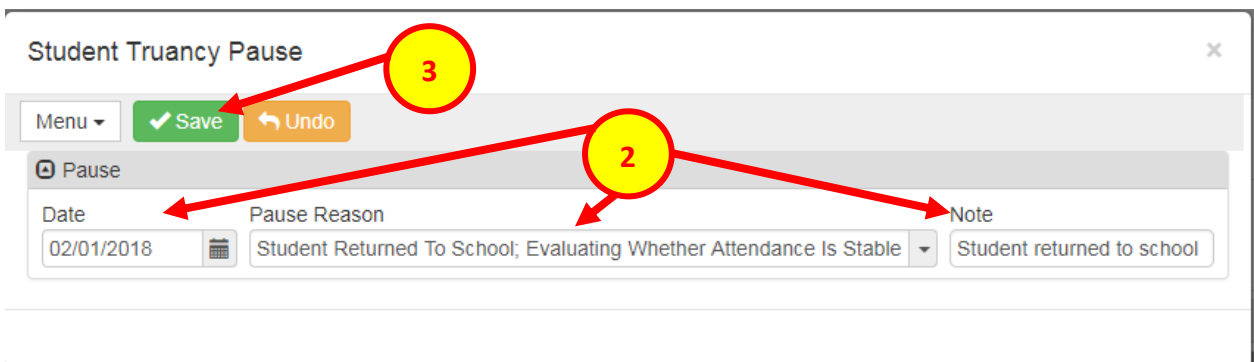 Student Truancy Pause ×
3
Menu Save Undo
2
Pause
Date Pause Reason Note
02/01/2018 Student Returned To School; Evaluating Whether Attendance Is Stable Student returned to school